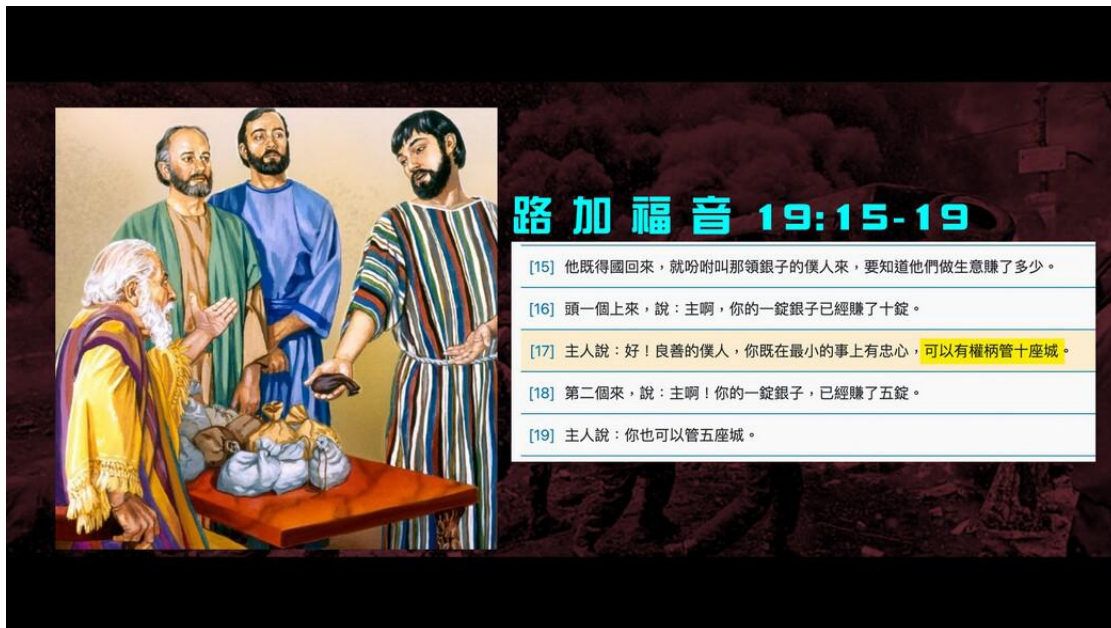 路加福音 19:15-19
[15] 他既得國回來，就吩咐叫那領銀子的僕人來，要知道他們做生意賺了多少。
[16] 頭一個上來，說：主啊，你的一錠銀子已經賺了十錠。
[17] 主人說：好！良善的僕人，你既在最小的事上有忠心，可以有權柄管十座城。
[18] 第二個來，說：主啊！你的一錠銀子，已經賺了五錠。
[19] 主人說：你也可以管五座城。